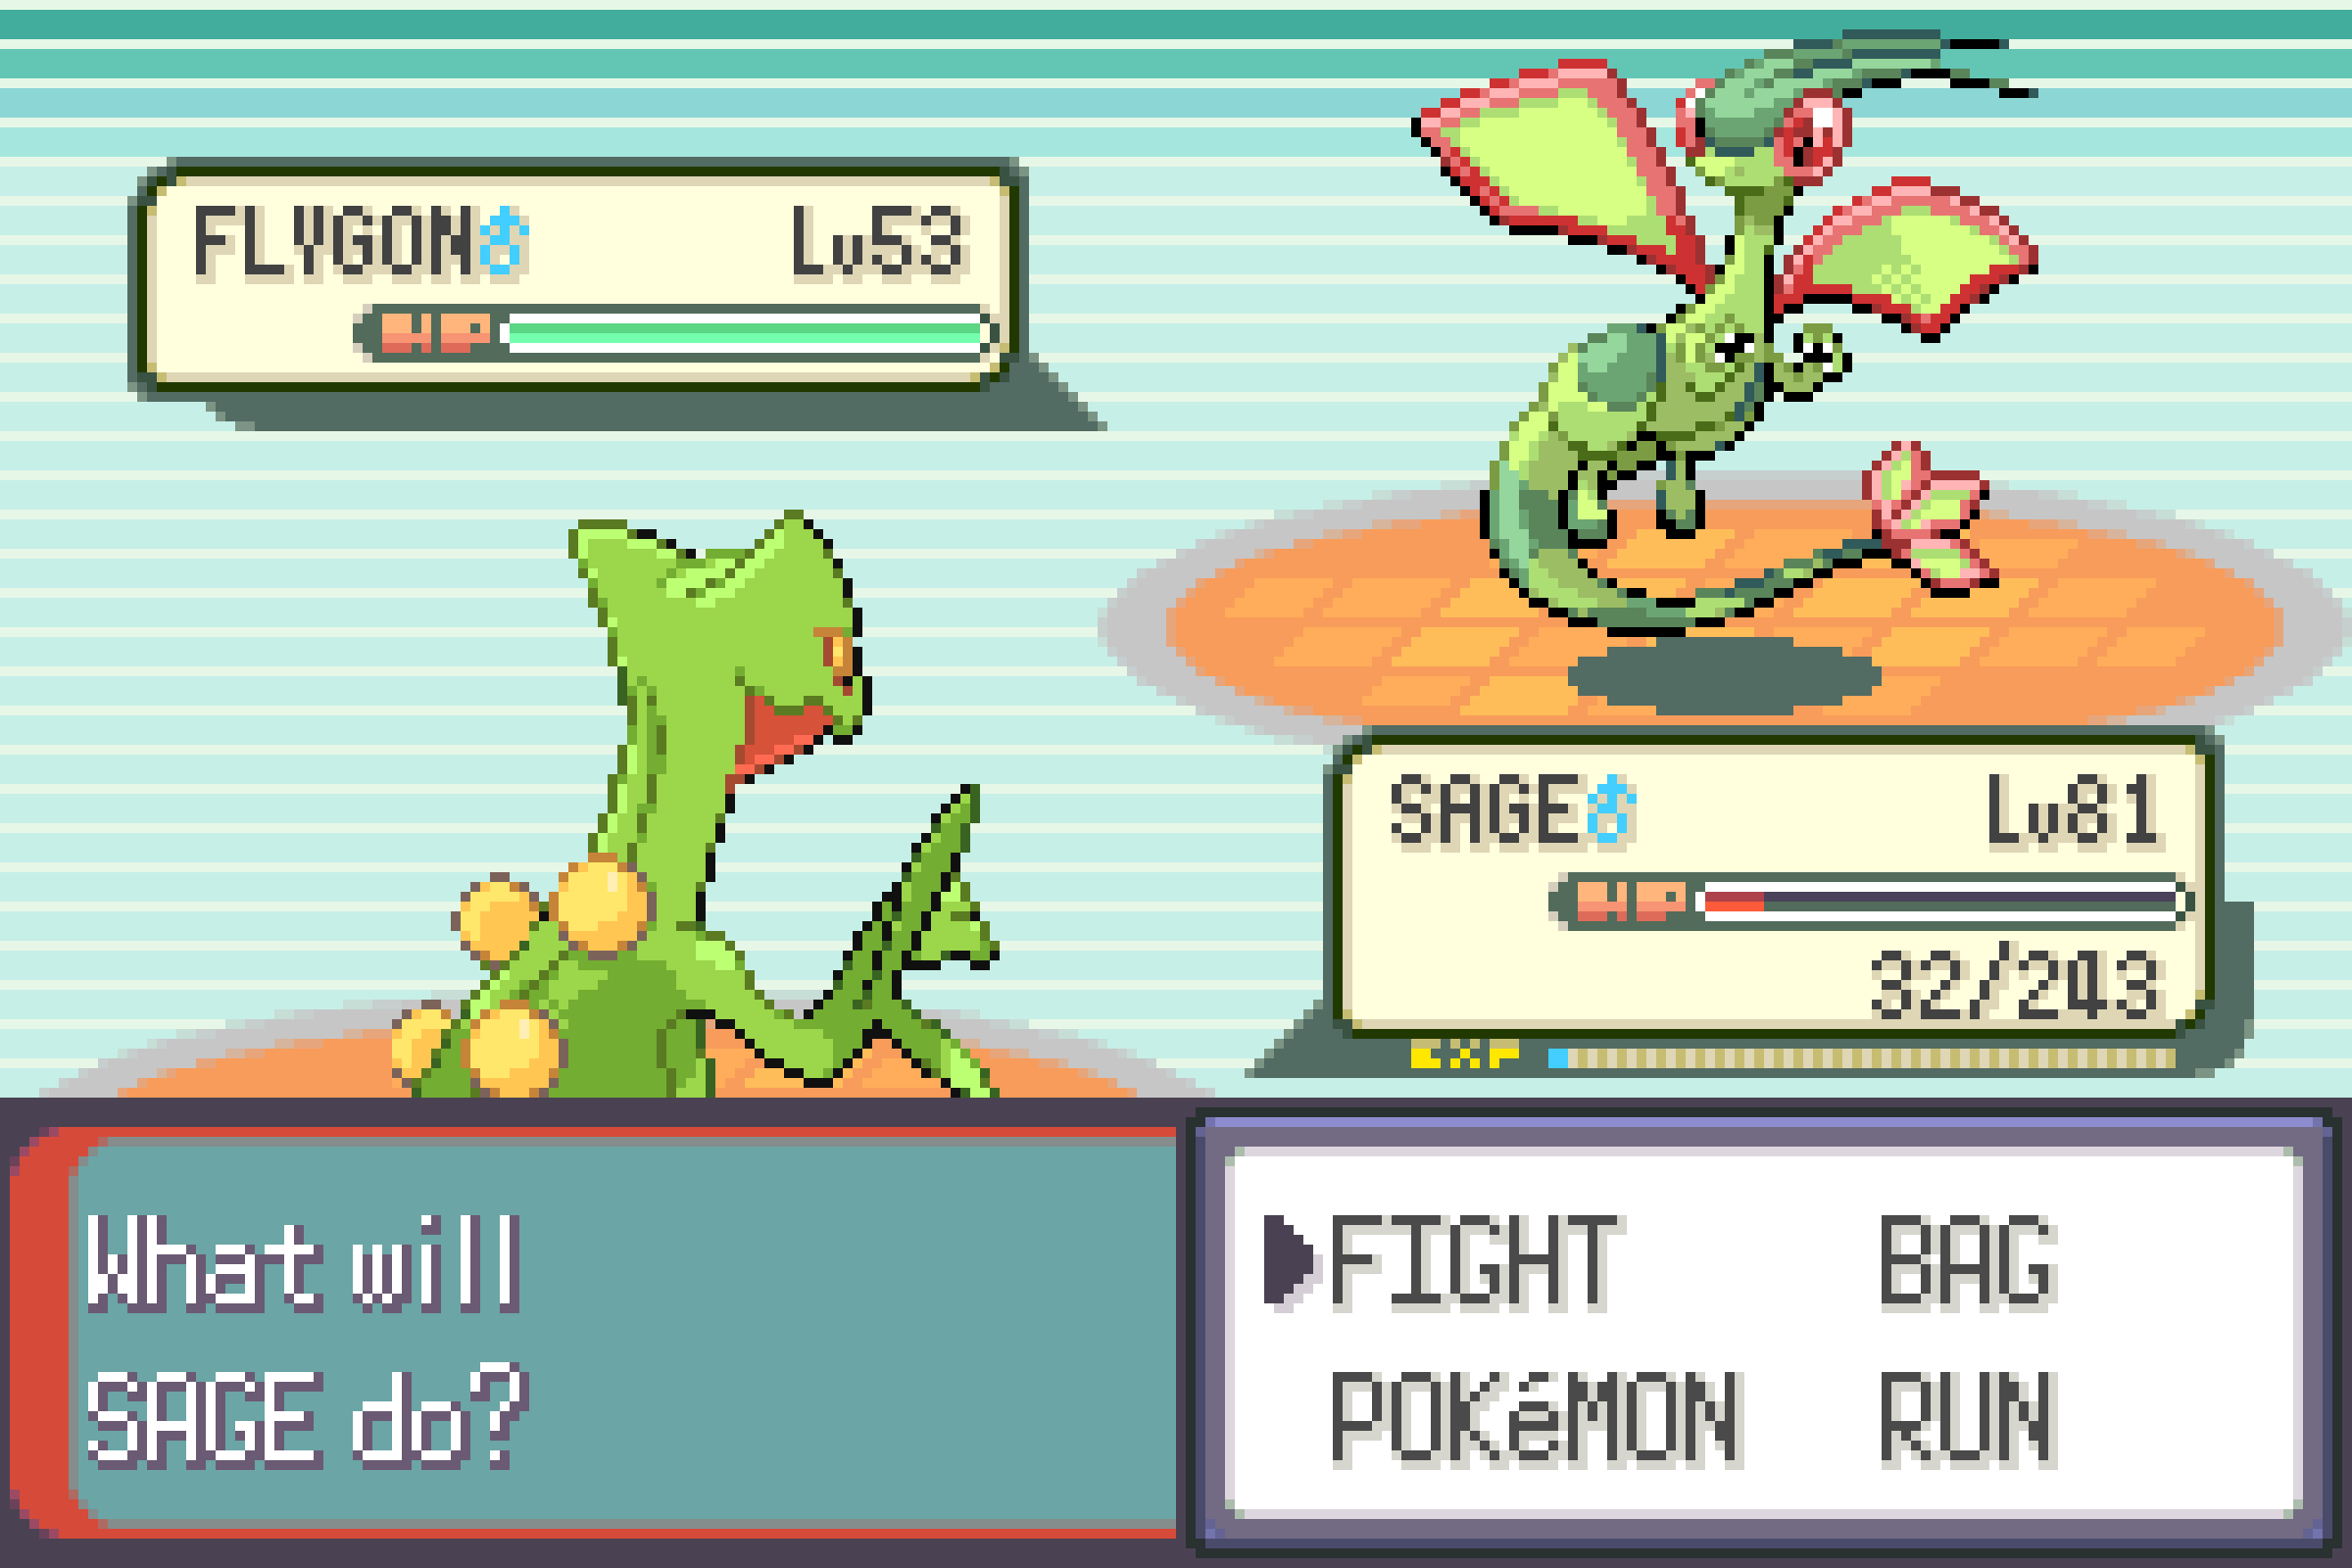 FLYGON♂ Lv53
HP
SAGE♂ Lv81
HP
32/243
EXP
What will
SAGE do?
▶FIGHT BAG
POKéMON RUN